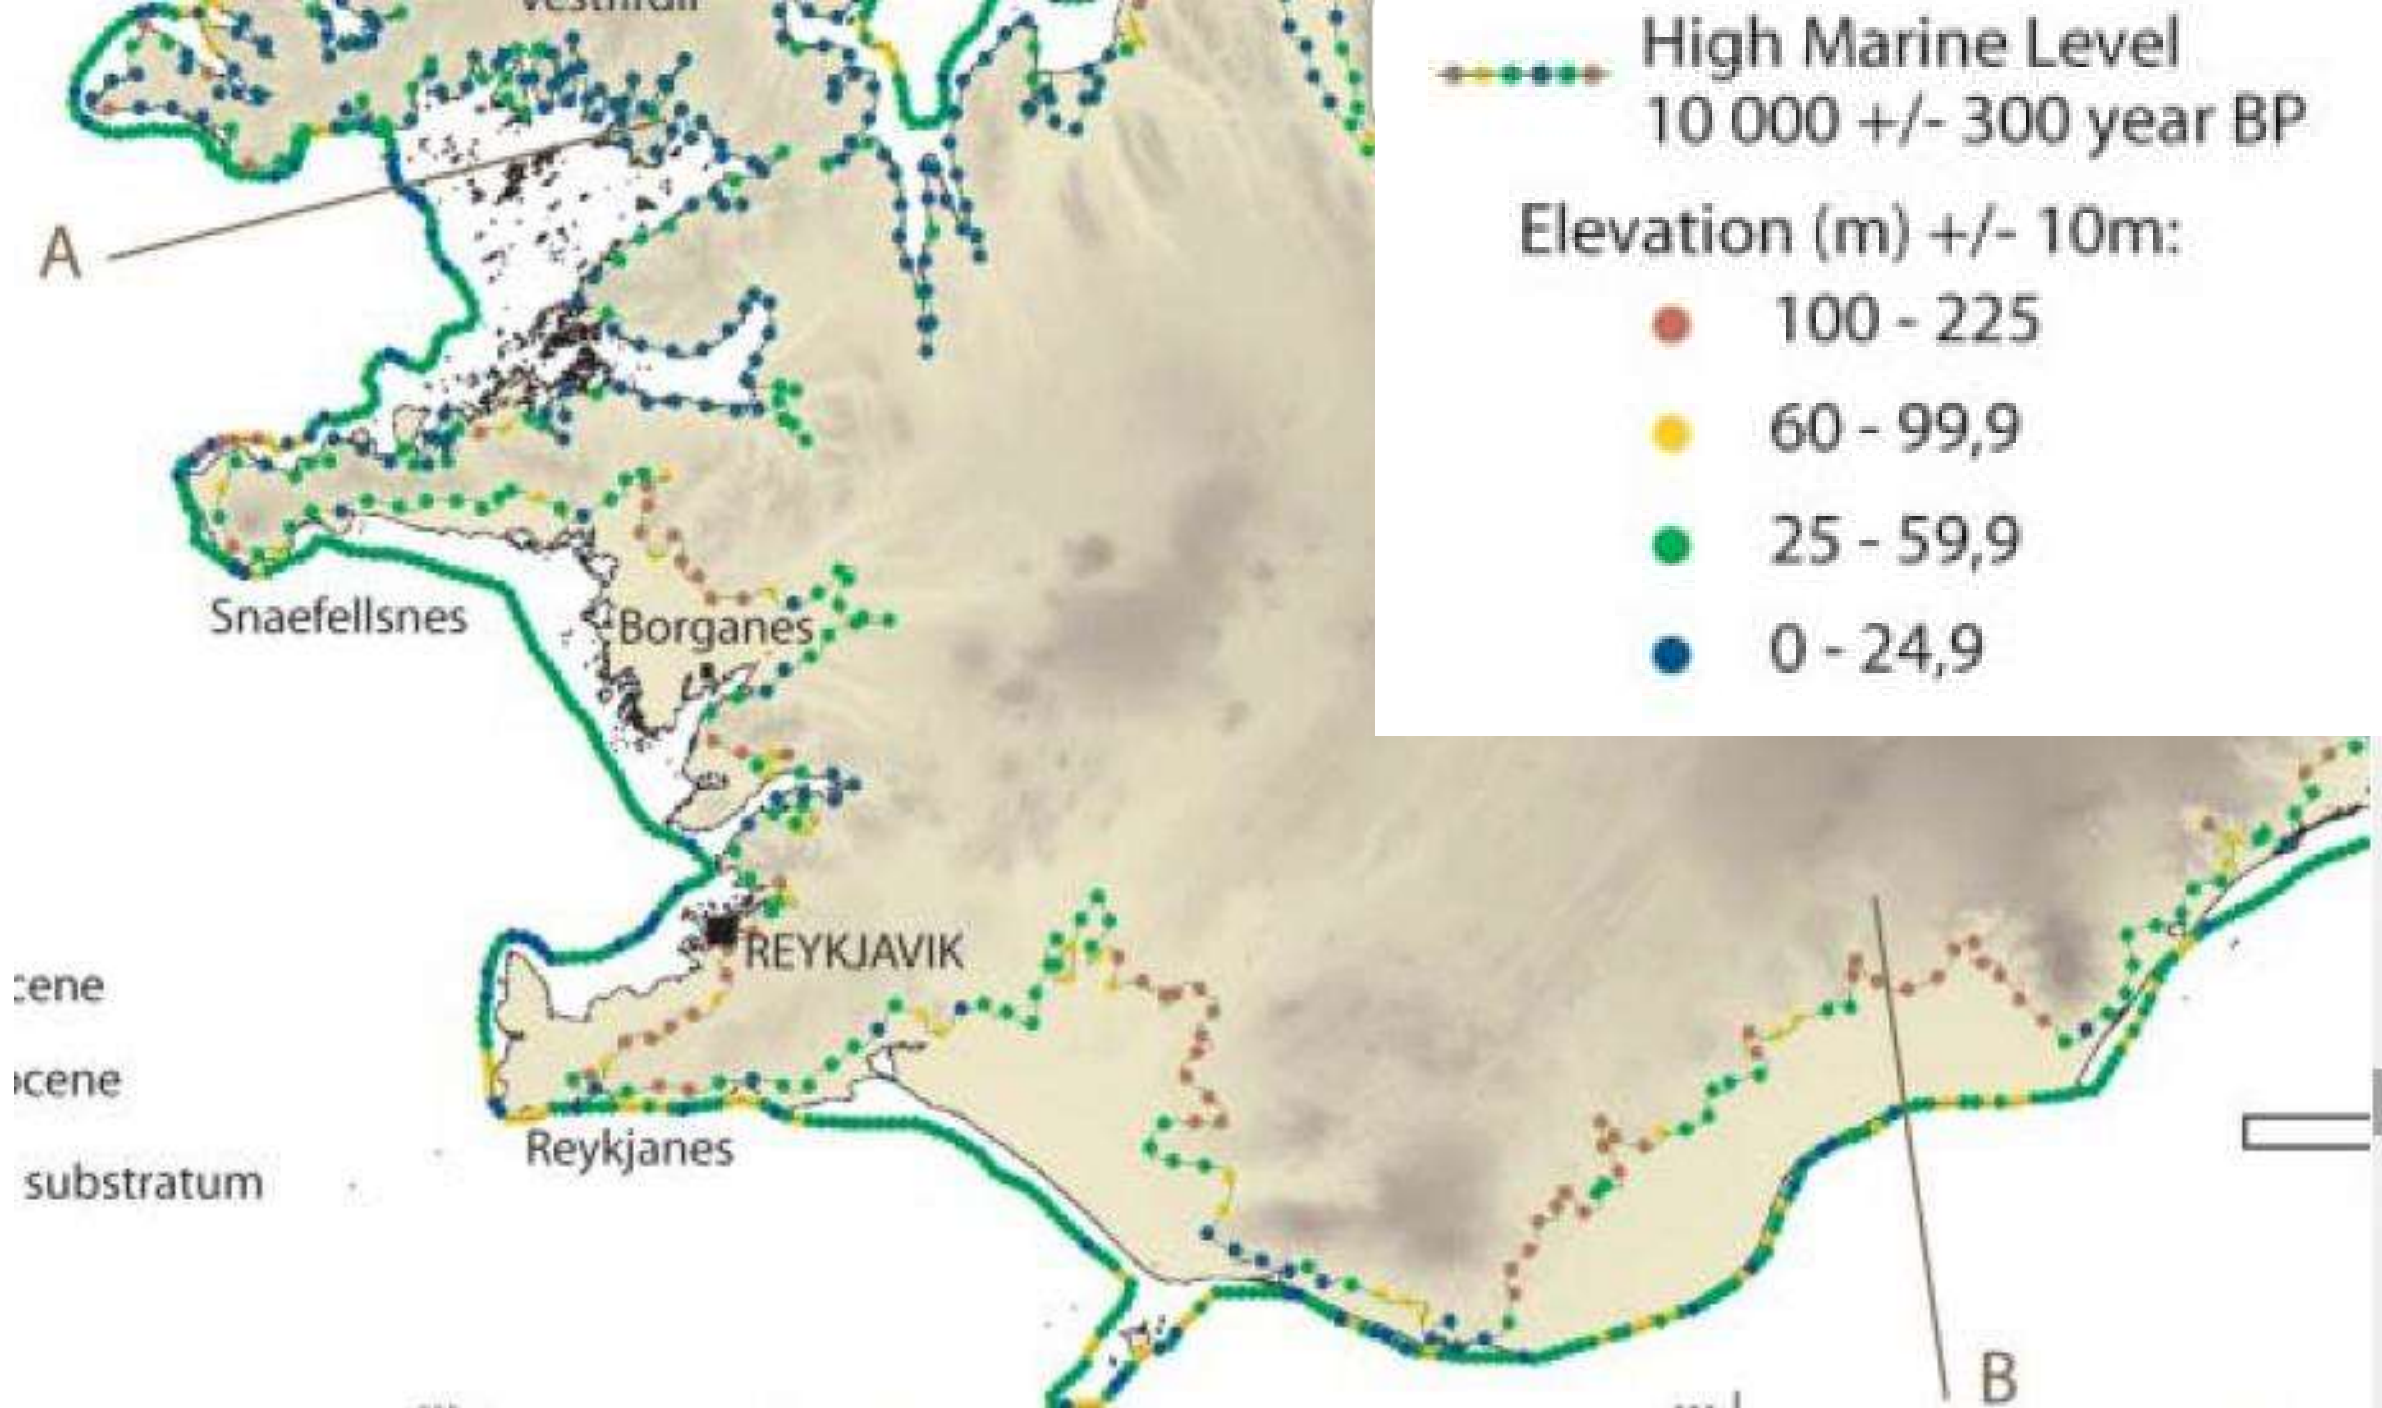 High Marine Level
10 000 +/- 300 year BP
Elevation (m) +/- 10m:
100 - 225
60 - 99,9
25 - 59,9
0 - 24,9
A
Snaefellsnes
Borganes
REYKJAVIK
cene
ocene
Reykjanes
substratum
B